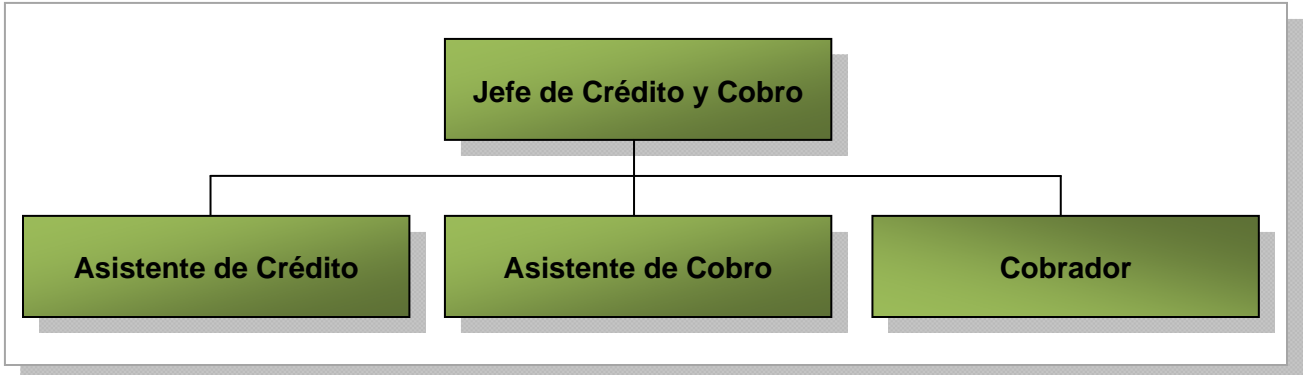 Jefe de Crédito y Cobro
Asistente de Crédito
Asistente de Cobro
Cobrador